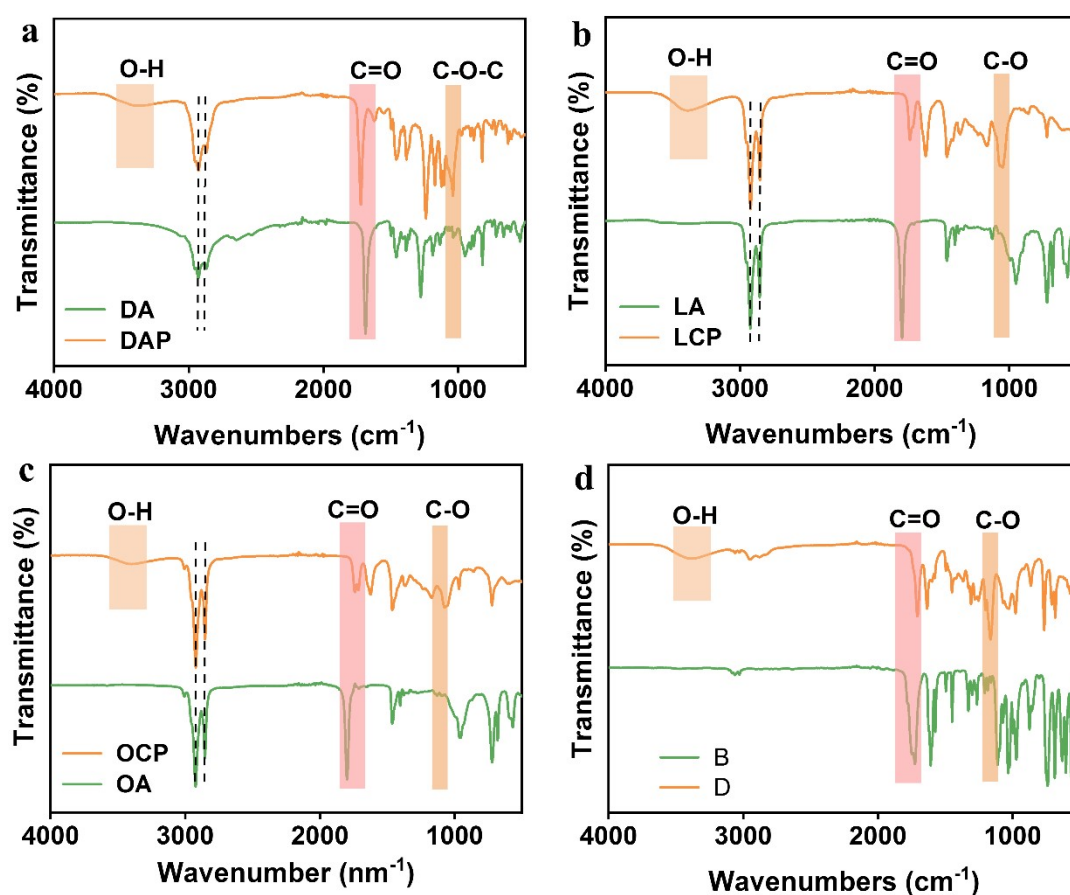 a
O-H
C=O
C-O-C
Transmittance (%)
DA
DAP
4000
3000
2000
1000
Wavenumbers (cm⁻¹)
b
O-H
C=O
C-O
Transmittance (%)
LA
LCP
4000
3000
2000
1000
Wavenumbers (cm⁻¹)
c
O-H
C=O
C-O
Transmittance (%)
OCP
OA
4000
3000
2000
1000
Wavenumber (nm⁻¹)
d
O-H
C=O
C-O
Transmittance (%)
B
D
4000
3000
2000
1000
Wavenumbers (cm⁻¹)